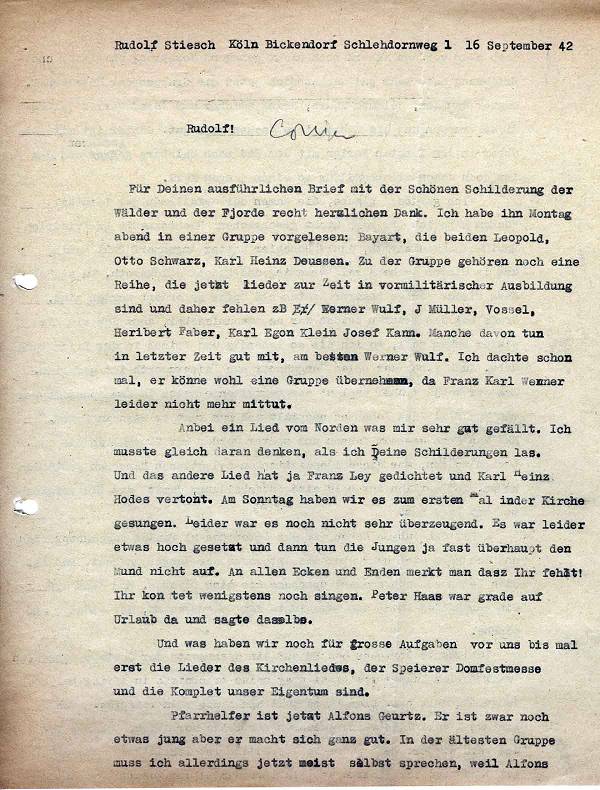 Rudolf Stiesch Köln Bickendorf Schlehdornweg 1 16 September 42
Rudolf!
Für Deinen ausführlichen Brief mit der Schönen Schilderung der
Wälder und der Fjorde recht herzlichen Dank. Ich habe ihn Montag
abend in einer Gruppe vorgelesen: Bayart, die beiden Leopold,
Otto Schwarz, Karl Heinz Deussen. Zu der Gruppe gehören noch eine
Reihe, die jetzt lieder zur Zeit in vormilitärischer Ausbildung
sind und daher fehlen zB Werner Wulf, J Müller, Vossel,
Heribert Faber, Karl Egon Klein Josef Kann. Manche davon tun
in letzter Zeit gut mit, am besten Werner Wulf. Ich dachte schon
mal, er könne wohl eine Gruppe übernehmen, da Franz Karl Wenner
leider nicht mehr mittut.
Anbei ein Lied vom Norden was mir sehr gut gefällt. Ich
musste gleich daran denken, als ich Deine Schilderungen las.
Und das andere Lied hat ja Franz Ley gedichtet und Karl Heinz
Hodes vertont. Am Sonntag haben wir es zum ersten mal inder Kirche
gesungen. Leider war es noch nicht sehr überzeugend. Es war leider
etwas hoch gesetzt und dann tun die Jungen ja fast überhaupt den
Mund nicht auf. An allen Ecken und Enden merkt man dasz Ihr fehlt!
Ihr kon tet wenigstens noch singen. Peter Haas war grade auf
Urlaub da und sagte dasselbe.
Und was haben wir noch für grosse Aufgaben vor uns bis mal
erst die Lieder des Kirchenliedes, der Speierer Domfestmesse
und die Komplet unser Eigentum sind.
Pfarrhelfer ist jetzt Alfons Geurtz. Er ist zwar noch
etwas jung aber er macht sich ganz gut. In der ältesten Gruppe
muss ich allerdings jetzt meist selbst sprechen, weil Alfons